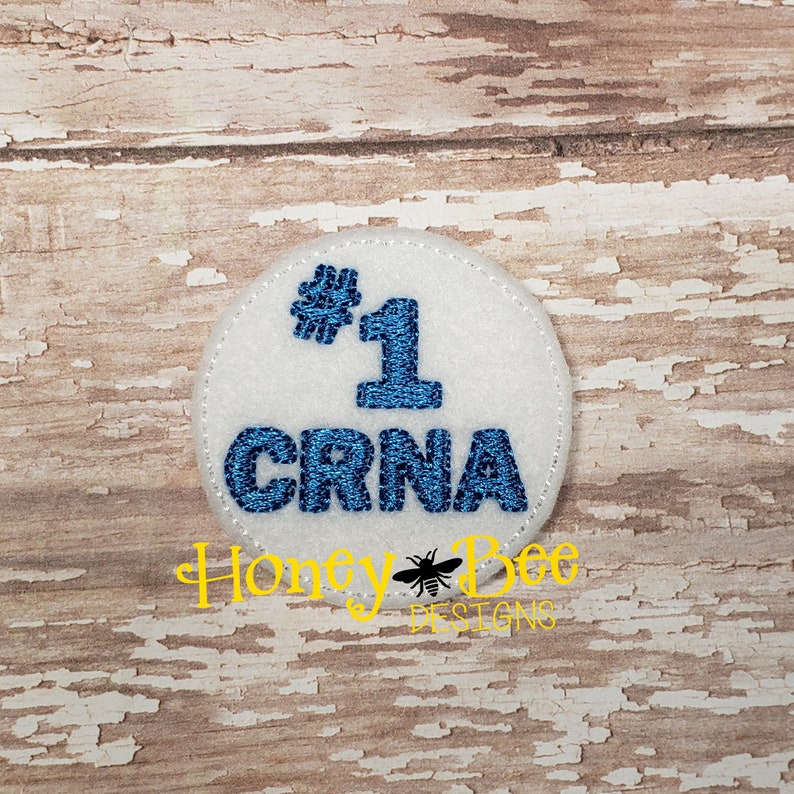 #1
CRNA
Honey Bee
DESIGNS